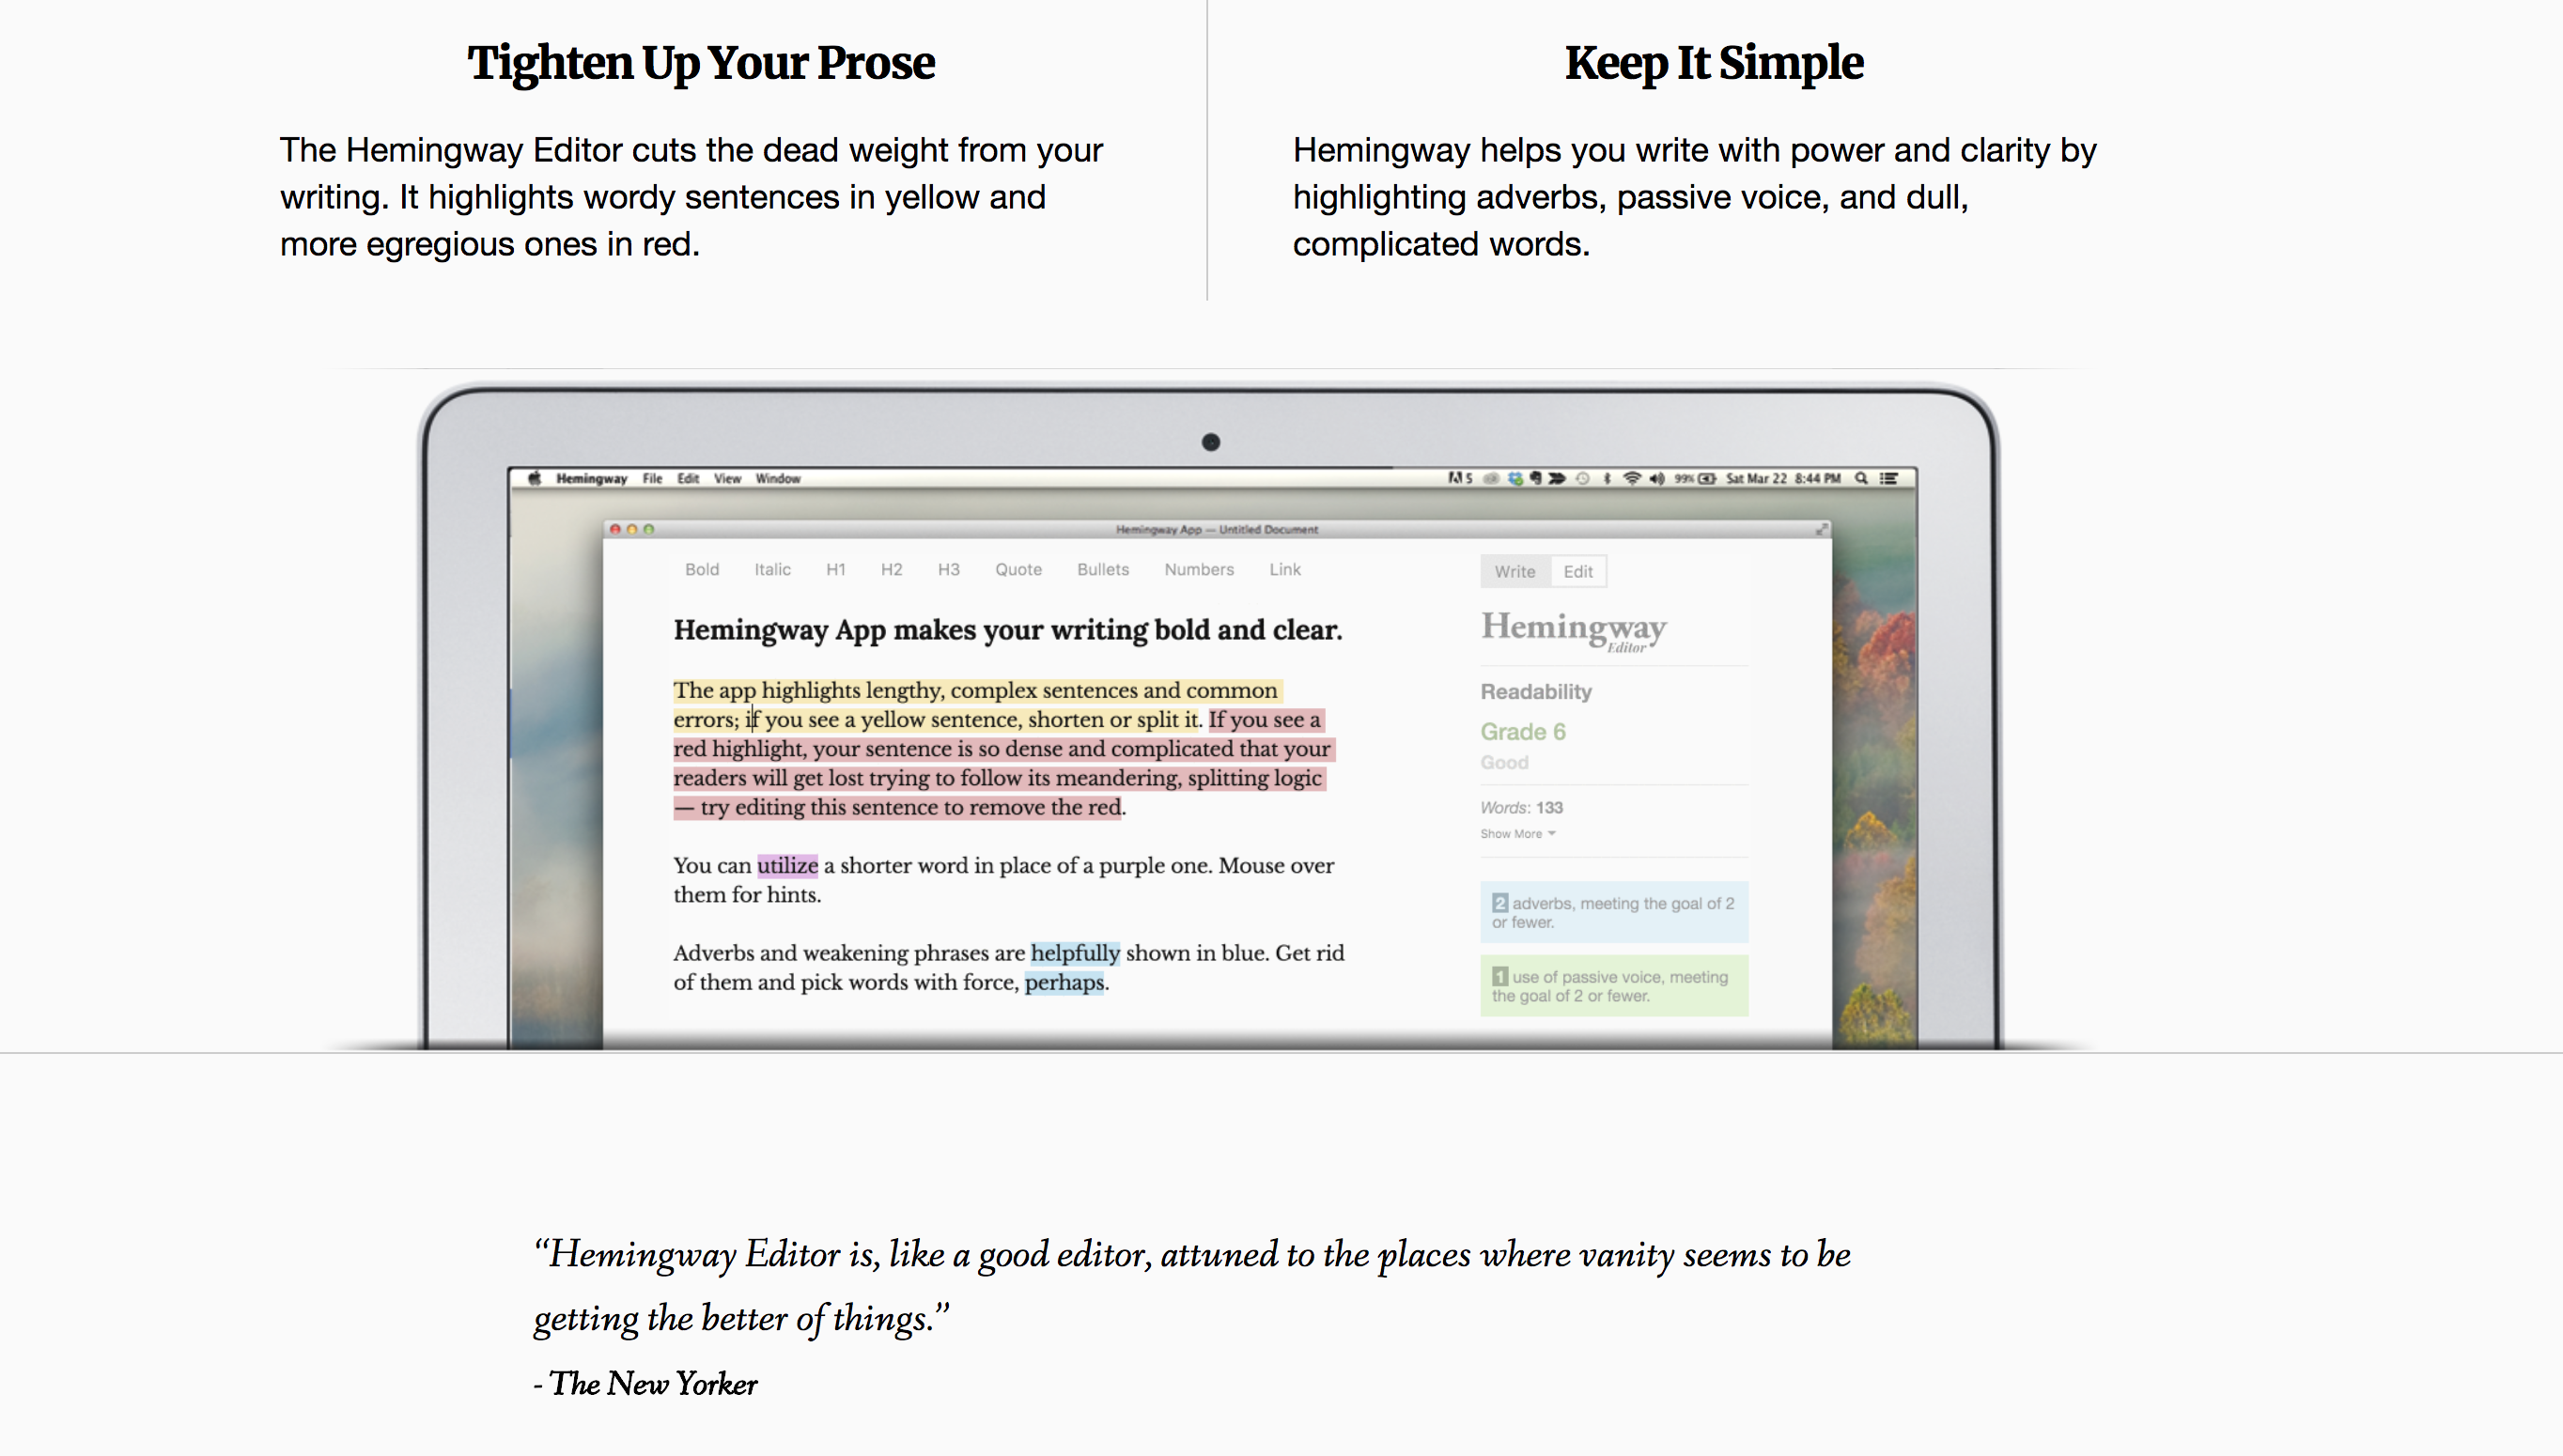 Tighten Up Your Prose
The Hemingway Editor cuts the dead weight from your
writing. It highlights wordy sentences in yellow and
more egregious ones in red.
Keep It Simple
Hemingway helps you write with power and clarity by
highlighting adverbs, passive voice, and dull,
complicated words.
Hemingway File Edit View Window
5 99% Sat Mar 22 8:44 PM
Hemingway App — Untitled Document
Bold Italic H1 H2 H3 Quote Bullets Numbers Link
Hemingway App makes your writing bold and clear.
The app highlights lengthy, complex sentences and common
errors; if you see a yellow sentence, shorten or split it. If you see a
red highlight, your sentence is so dense and complicated that your
readers will get lost trying to follow its meandering, splitting logic
— try editing this sentence to remove the red.
You can utilize a shorter word in place of a purple one. Mouse over
them for hints.
Adverbs and weakening phrases are helpfully shown in blue. Get rid
of them and pick words with force, perhaps.
Write Edit
Hemingway
Editor
Readability
Grade 6
Good
Words: 133
Show More
2 adverbs, meeting the goal of 2
or fewer.
1 use of passive voice, meeting
the goal of 2 or fewer.
“Hemingway Editor is, like a good editor, attuned to the places where vanity seems to be
getting the better of things.”
- The New Yorker